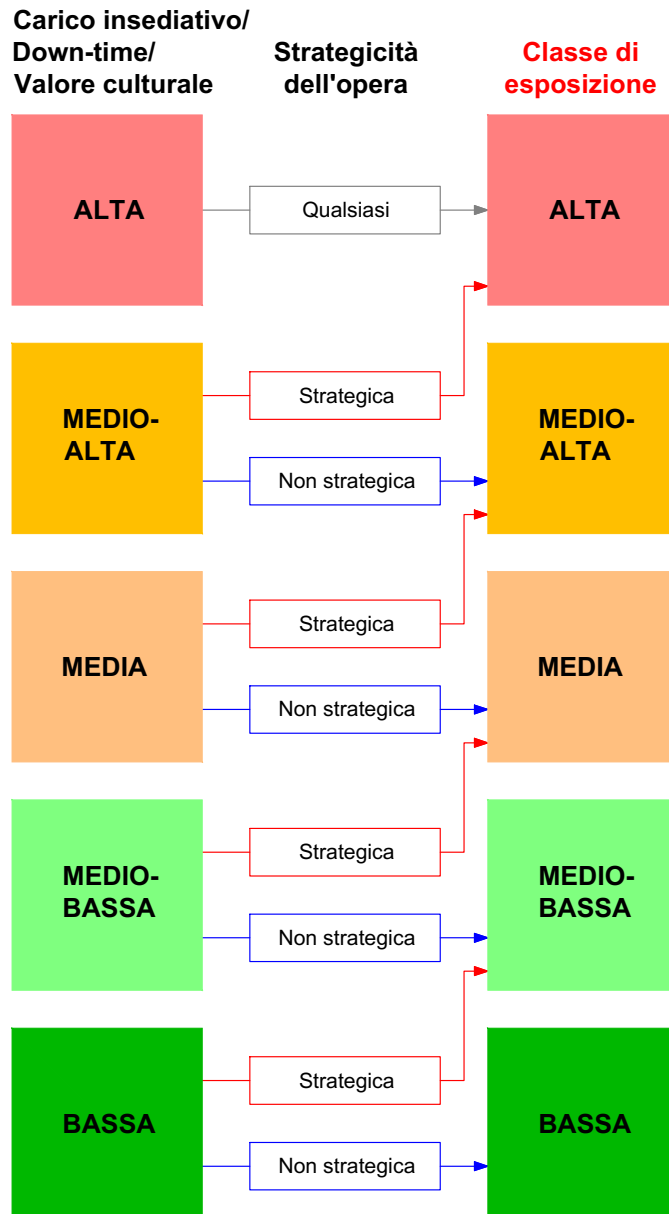 Carico insediativo/
Down-time/
Valore culturale
Strategicità
dell'opera
Classe di
esposizione
ALTA
Qualsiasi
ALTA
Strategica
MEDIO-
ALTA
Non strategica
MEDIO-
ALTA
Strategica
MEDIA
Non strategica
MEDIA
Strategica
MEDIO-
BASSA
Non strategica
MEDIO-
BASSA
Strategica
BASSA
Non strategica
BASSA